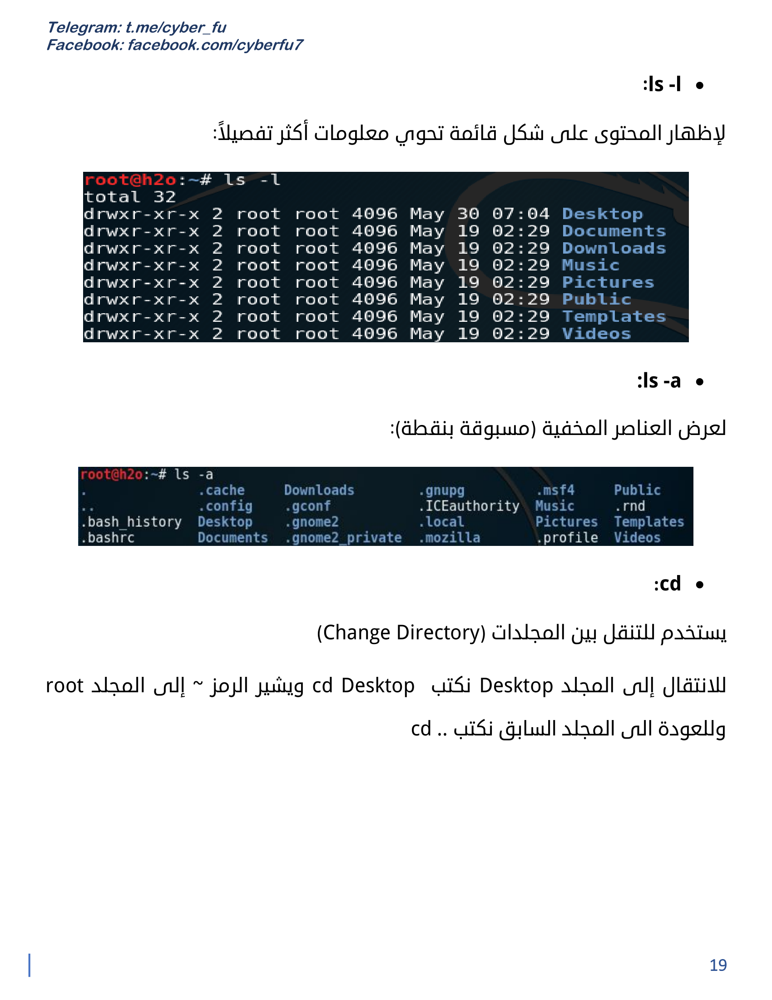 Telegram: t.me/cyber_fu
Facebook: facebook.com/cyberfu7
• ls -l:
لإظهار المحتوى على شكل قائمة تحوي معلومات أكثر تفصيلاً:
root@h2o:~# ls -l
total 32
drwxr-xr-x 2 root root 4096 May 30 07:04 Desktop
drwxr-xr-x 2 root root 4096 May 19 02:29 Documents
drwxr-xr-x 2 root root 4096 May 19 02:29 Downloads
drwxr-xr-x 2 root root 4096 May 19 02:29 Music
drwxr-xr-x 2 root root 4096 May 19 02:29 Pictures
drwxr-xr-x 2 root root 4096 May 19 02:29 Public
drwxr-xr-x 2 root root 4096 May 19 02:29 Templates
drwxr-xr-x 2 root root 4096 May 19 02:29 Videos
• ls -a:
لعرض العناصر المخفية (مسبوقة بنقطة):
root@h2o:~# ls -a
. .cache Downloads .gnupg .msf4 Public
.. .config .gconf .ICEauthority Music .rnd
.bash_history Desktop .gnome2 .local Pictures Templates
.bashrc Documents .gnome2_private .mozilla .profile Videos
• cd:
يستخدم للتنقل بين المجلدات (Change Directory)
للانتقال إلى المجلد Desktop نكتب cd Desktop ويشير الرمز ~ إلى المجلد root
وللعودة الى المجلد السابق نكتب .. cd
19